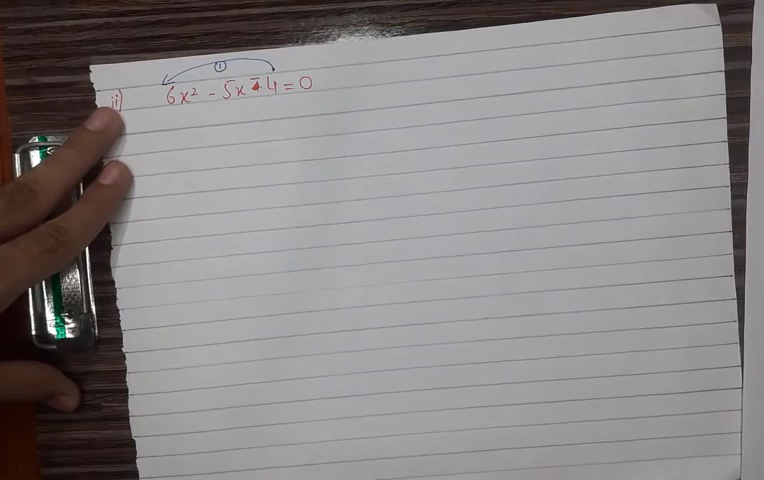 ①
ii) 6x² - 5x - 4 = 0